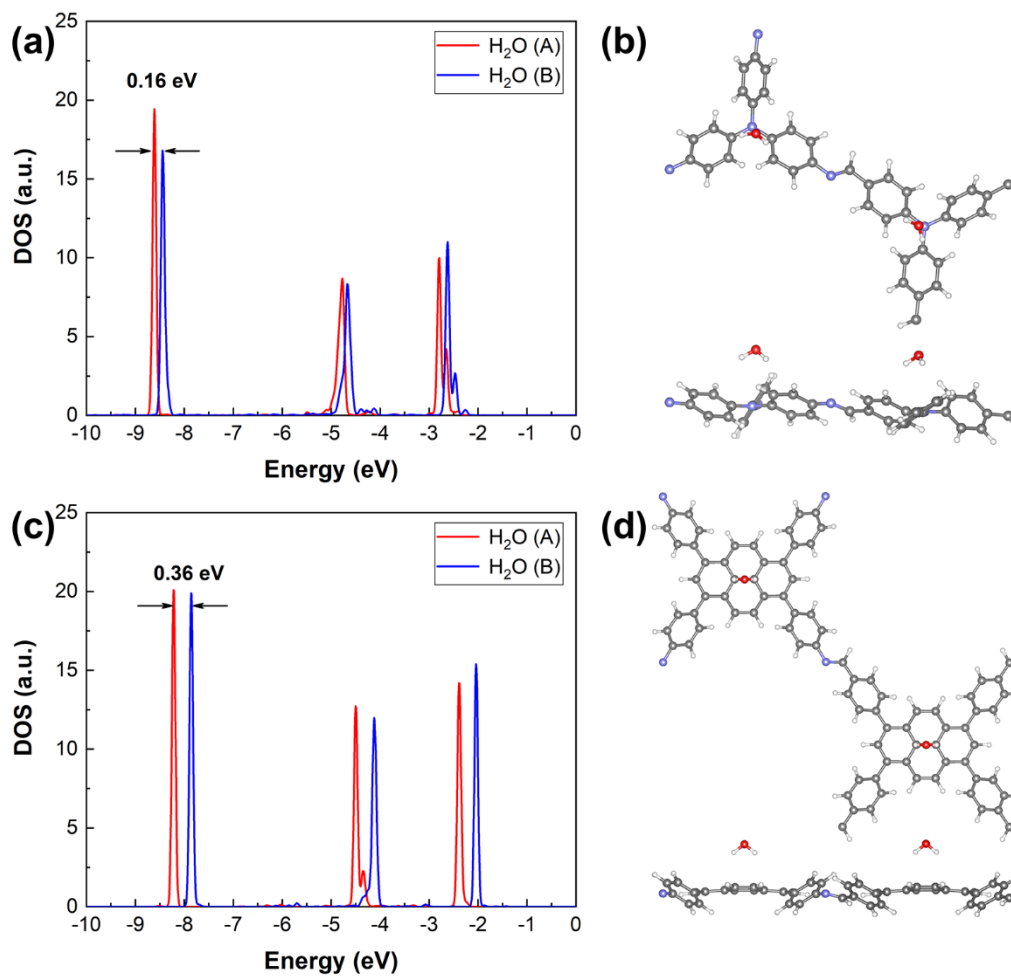 (a)
25
20
15
10
5
0
DOS (a.u.)
0.16 eV
H₂O (A)
H₂O (B)
-10 -9 -8 -7 -6 -5 -4 -3 -2 -1 0
Energy (eV)
(b)
(c)
25
20
15
10
5
0
DOS (a.u.)
0.36 eV
H₂O (A)
H₂O (B)
-10 -9 -8 -7 -6 -5 -4 -3 -2 -1 0
Energy (eV)
(d)